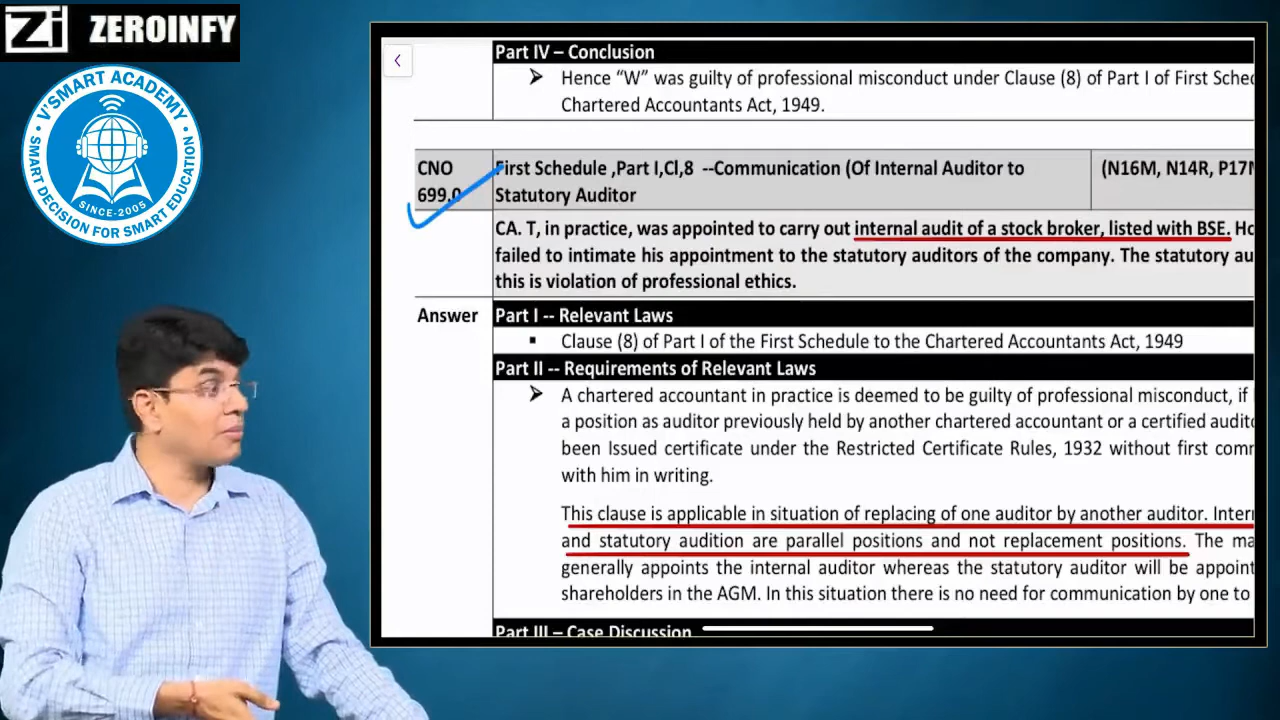 Zi ZEROINFY
V'SMART ACADEMY
SMART DECISION FOR SMART EDUCATION
SINCE-2005
Part IV – Conclusion
Hence “W” was guilty of professional misconduct under Clause (8) of Part I of First Sched
Chartered Accountants Act, 1949.
CNO First Schedule ,Part I,Cl,8 --Communication (Of Internal Auditor to (N16M, N14R, P17M
699.0 Statutory Auditor
CA. T, in practice, was appointed to carry out internal audit of a stock broker, listed with BSE. Ho
failed to intimate his appointment to the statutory auditors of the company. The statutory au
this is violation of professional ethics.
Answer Part I -- Relevant Laws
Clause (8) of Part I of the First Schedule to the Chartered Accountants Act, 1949
Part II -- Requirements of Relevant Laws
A chartered accountant in practice is deemed to be guilty of professional misconduct, if
a position as auditor previously held by another chartered accountant or a certified audito
been Issued certificate under the Restricted Certificate Rules, 1932 without first comm
with him in writing.
This clause is applicable in situation of replacing of one auditor by another auditor. Inter
and statutory audition are parallel positions and not replacement positions. The ma
generally appoints the internal auditor whereas the statutory auditor will be appoint
shareholders in the AGM. In this situation there is no need for communication by one to
Part III – Case Discussion